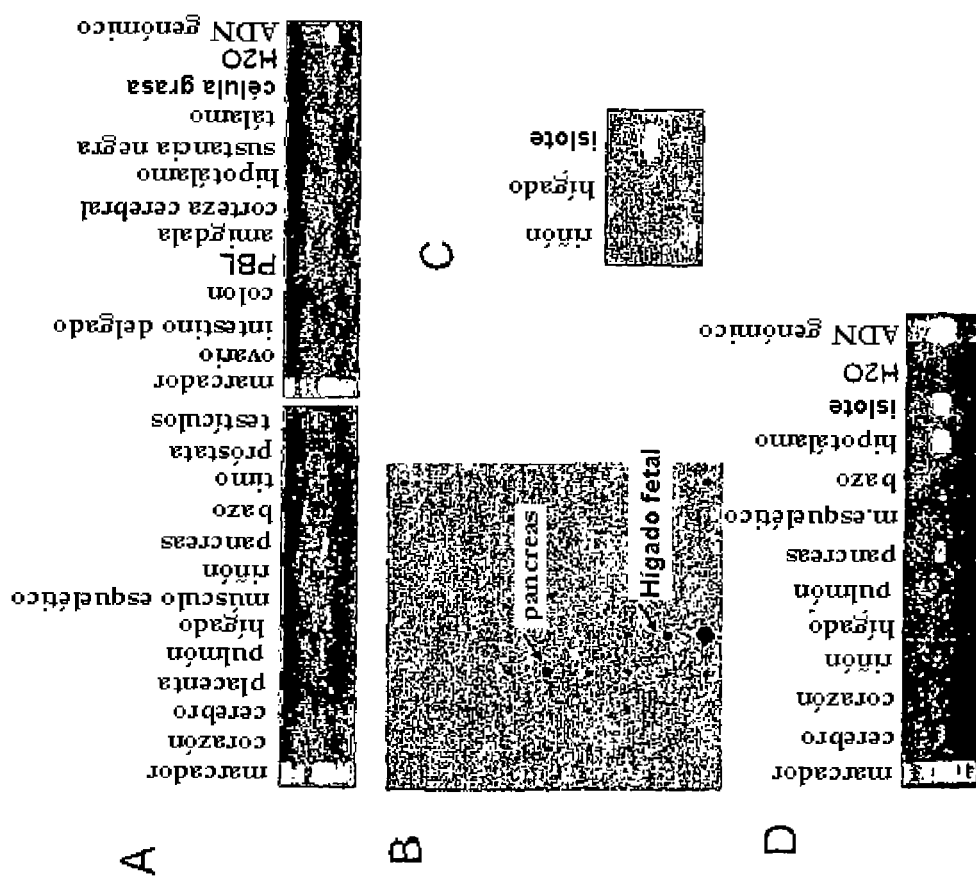 A
marcador
corazón
cerebro
placenta
pulmón
hígado
músculo esquelético
riñón
pancreas
bazo
timo
próstata
testículos
marcador
ovario
intestino delgado
colon
PBL
amígdala
corteza cerebral
hipotálamo
sustancia negra
tálamo
célula grasa
H2O
ADN genómico
B
pancreas
Hígado fetal
C
riñón
hígado
islote
D
marcador
cerebro
corazón
riñón
hígado
pulmón
pancreas
m.esquelético
bazo
hipotálamo
islote
H2O
ADN genómico